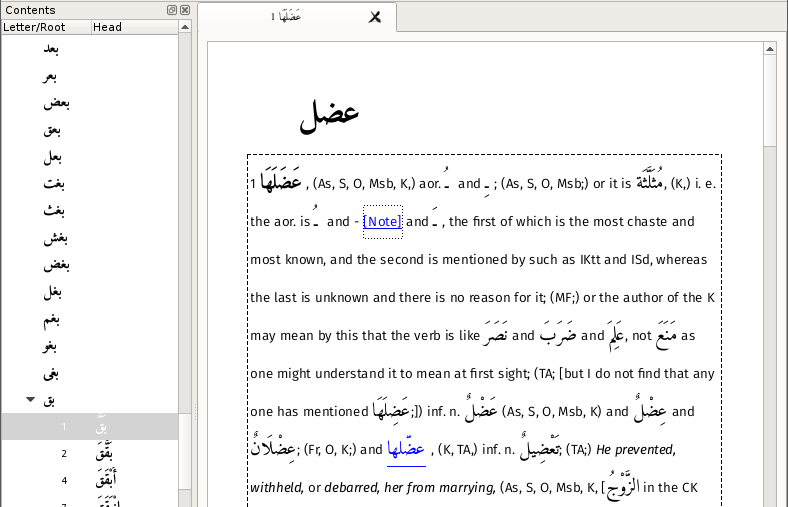 Contents
Letter/Root Head
بعد
بعر
بعض
بعق
بعل
بغت
بغث
بغش
بغض
بغل
بغم
بغو
بغى
بق
1 بَقَّ
2 بَقَّقَ
4 أَبْقَقَ
عَضَلَهَا 1
عضل
1 عَضَلَهَا , (As, S, O, Msb, K,) aor. ـُ and ـِ ; (As, S, O, Msb;) or it is مُثَلَّثَة, (K,) i. e.
the aor. is ـُ and - [Note] and ـَ , the first of which is the most chaste and
most known, and the second is mentioned by such as IKtt and ISd, whereas
the last is unknown and there is no reason for it; (MF;) or the author of the K
may mean by this that the verb is like نَصَرَ and ضَرَبَ and عَلِمَ, not مَنَعَ as
one might understand it to mean at first sight; (TA; [but I do not find that any
one has mentioned عَضِلَهَا;]) inf. n. عَضْلٌ (As, S, O, Msb, K) and عِضْلٌ and
عِضْلَانٌ; (Fr, O, K;) and عضّلها , (K, TA,) inf. n. تَعْضِيلٌ; (TA;) He prevented,
withheld, or debarred, her from marrying, (As, S, O, Msb, K, [الزَّوْجُ in the CK